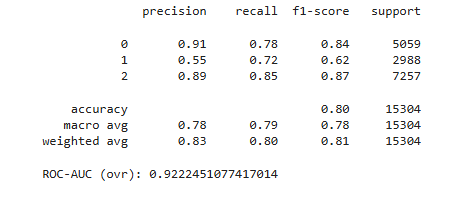 precision recall f1-score support
0 0.91 0.78 0.84 5059
1 0.55 0.72 0.62 2988
2 0.89 0.85 0.87 7257
accuracy 0.80 15304
macro avg 0.78 0.79 0.78 15304
weighted avg 0.83 0.80 0.81 15304
ROC-AUC (ovr): 0.9222451077417014